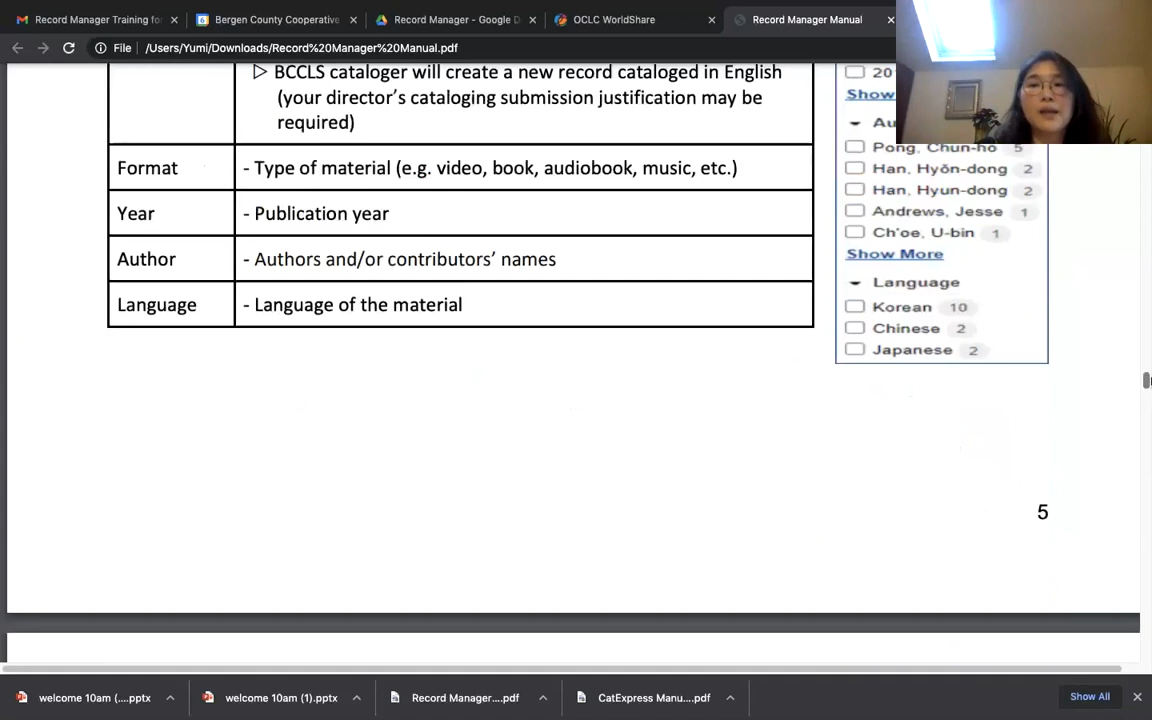 Record Manager Training for
Bergen County Cooperative
Record Manager - Google D
OCLC WorldShare
Record Manager Manual
File
/Users/Yumi/Downloads/Record%20Manager%20Manual.pdf
▷ BCCLS cataloger will create a new record cataloged in English
(your director's cataloging submission justification may be
required)
Format
- Type of material (e.g. video, book, audiobook, music, etc.)
Year
- Publication year
Author
- Authors and/or contributors' names
Language
- Language of the material
20
Show
Au
Pong, Chun-ho 5
Han, Hyŏn-dong 2
Han, Hyun-dong 2
Andrews, Jesse 1
Ch'oe, U-bin 1
Show More
Language
Korean 10
Chinese 2
Japanese 2
5
welcome 10am (....pptx
welcome 10am (1).pptx
Record Manager....pdf
CatExpress Manu....pdf
Show All